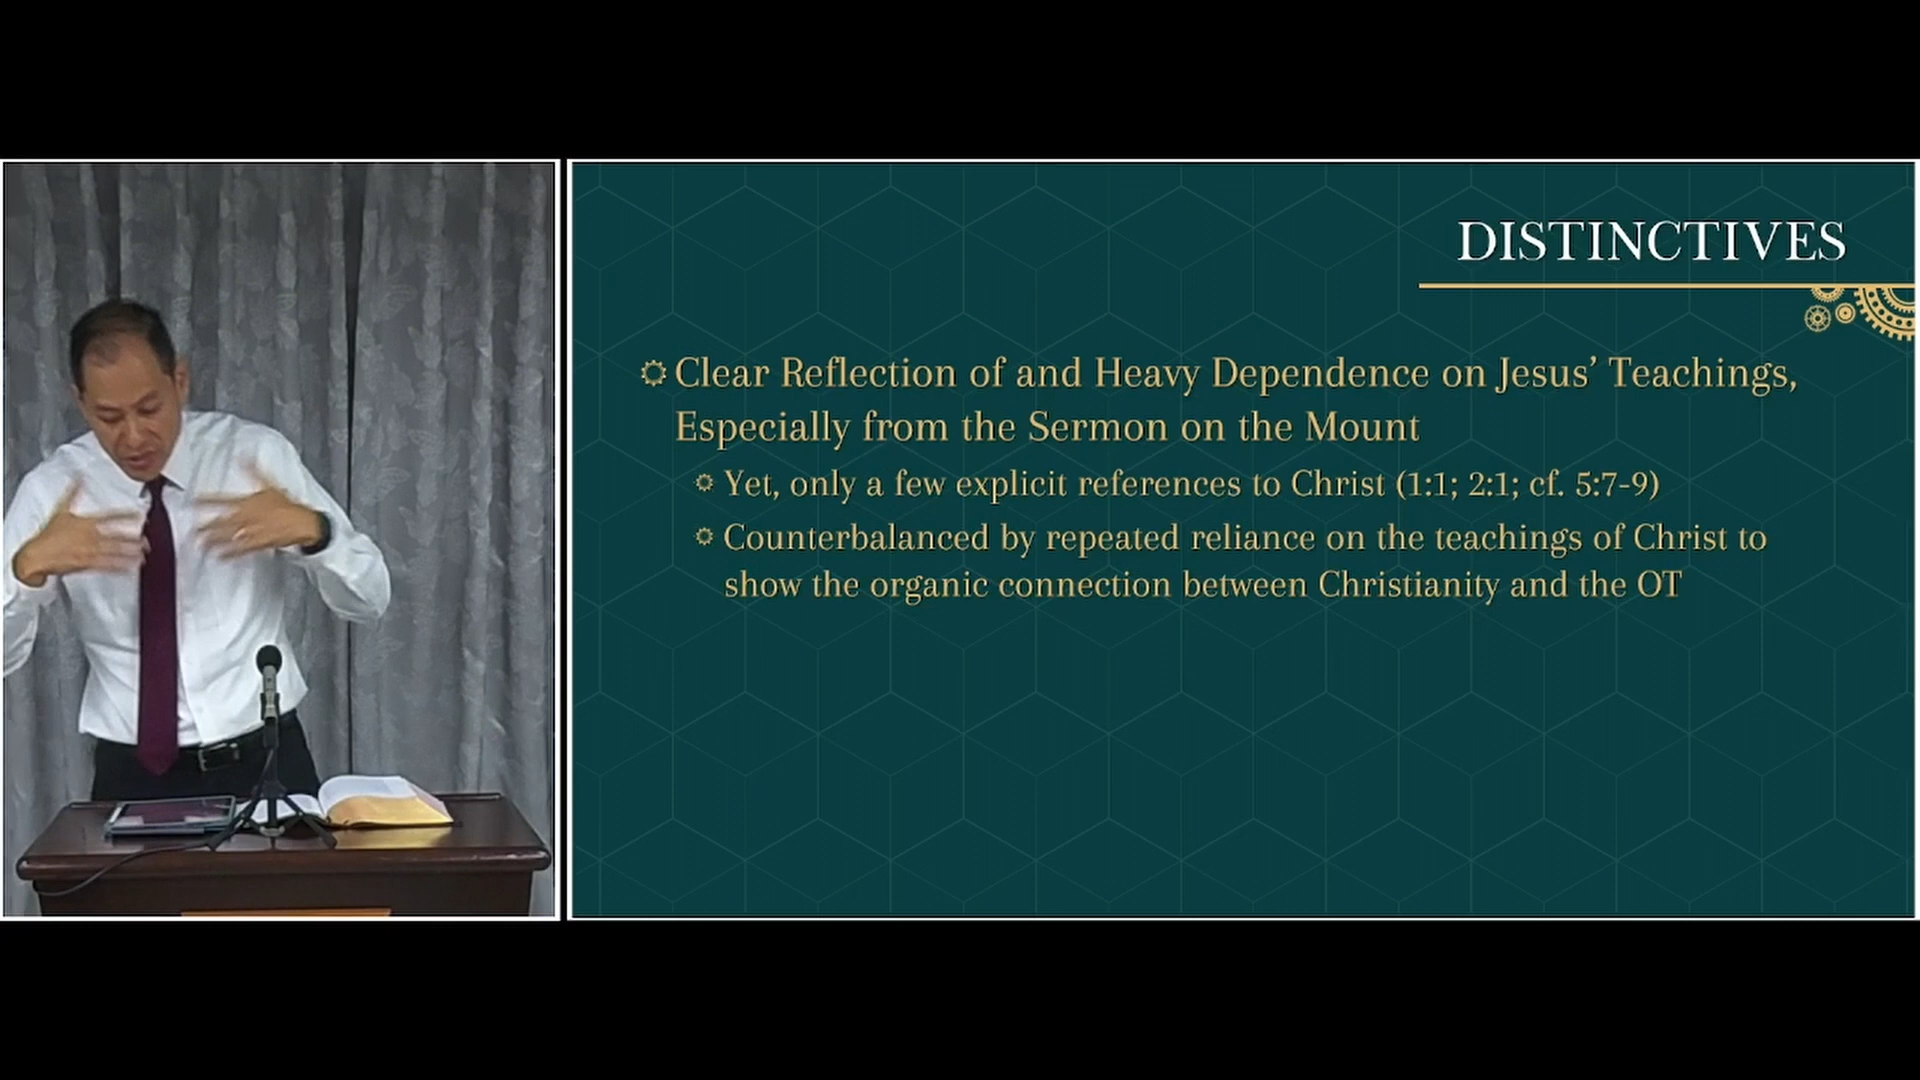 DISTINCTIVES
Clear Reflection of and Heavy Dependence on Jesus’ Teachings,
Especially from the Sermon on the Mount
Yet, only a few explicit references to Christ (1:1; 2:1; cf. 5:7-9)
Counterbalanced by repeated reliance on the teachings of Christ to
show the organic connection between Christianity and the OT